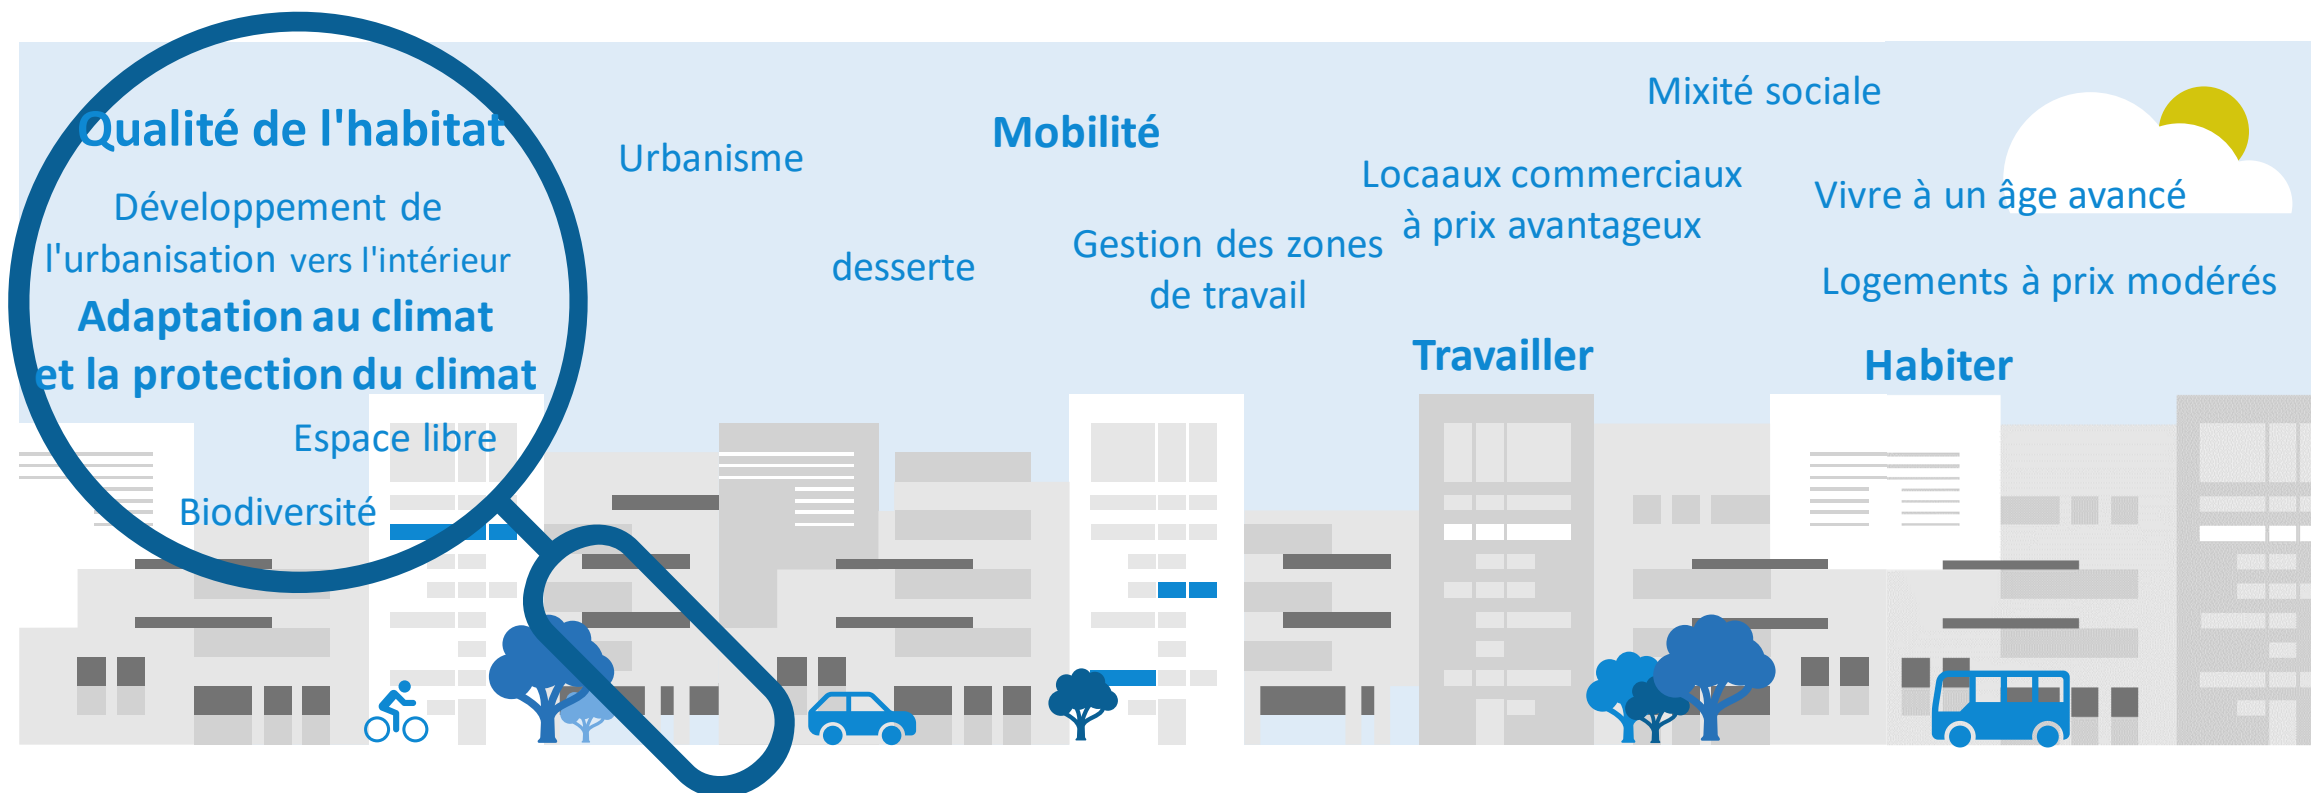 Qualité de l'habitat
Développement de
l'urbanisation vers l'intérieur
Adaptation au climat
et la protection du climat
Espace libre
Biodiversité
Urbanisme
desserte
Mobilité
Gestion des zones
de travail
Locaaux commerciaux
à prix avantageux
Travailler
Mixité sociale
Vivre à un âge avancé
Logements à prix modérés
Habiter